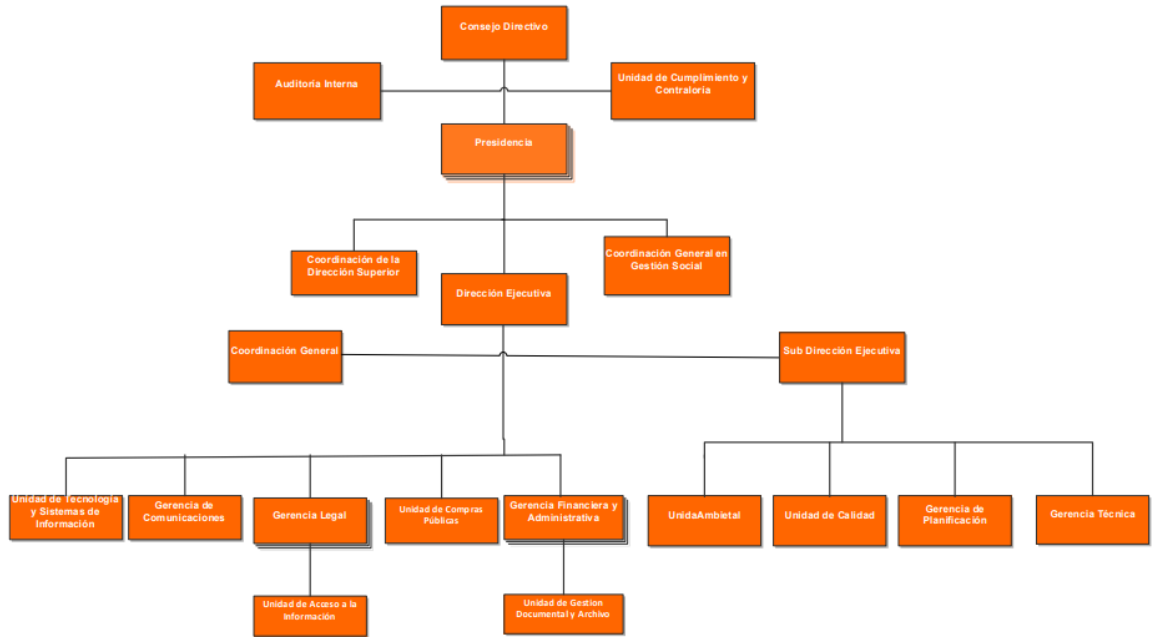 Consejo Directivo
Auditoría Interna
Unidad de Cumplimiento y
Contraloría
Presidencia
Coordinación de la
Dirección Superior
Coordinación General en
Gestión Social
Dirección Ejecutiva
Coordinación General
Sub Dirección Ejecutiva
Unidad de Tecnología
y Sistemas de
Información
Gerencia de
Comunicaciones
Gerencia Legal
Unidad de Compras
Públicas
Gerencia Financiera y
Administrativa
UnidaAmbietal
Unidad de Calidad
Gerencia de
Planificación
Gerencia Técnica
Unidad de Acceso a la
Información
Unidad de Gestion
Documental y Archivo